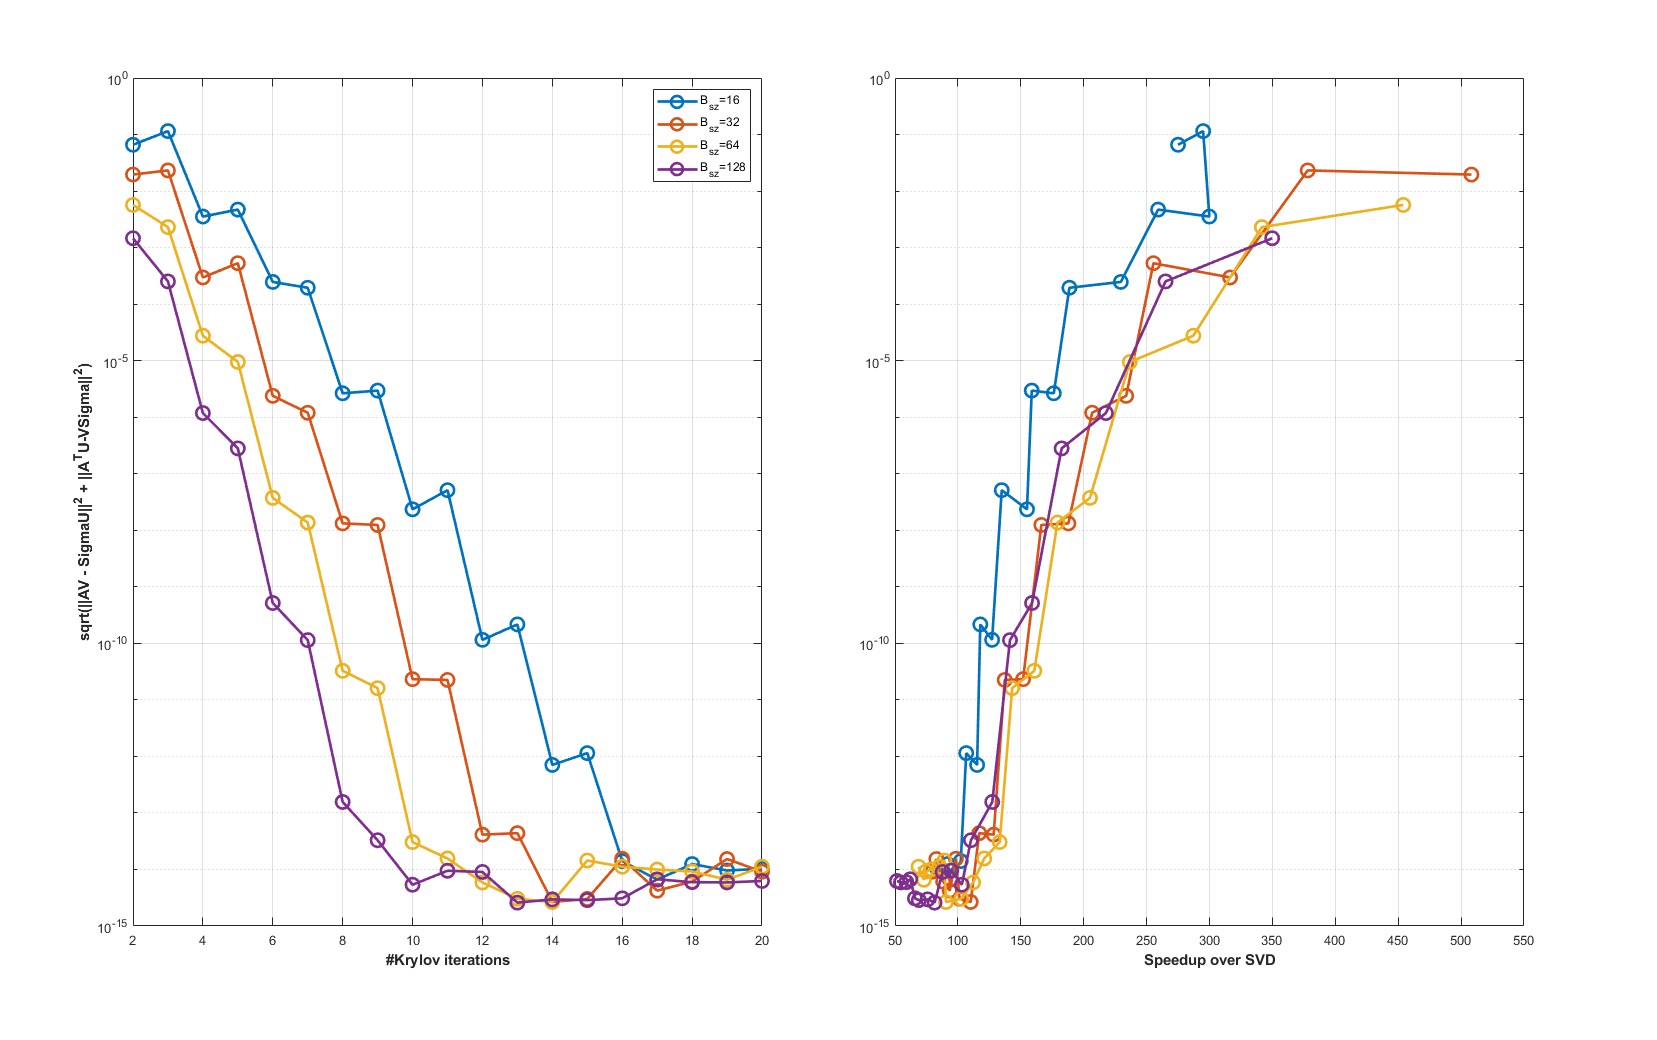 10^0
10^-5
10^-10
10^-15
sqrt(||AV - SigmaU||^2 + ||A^TU-VSigma||^2)
B_sz=16
B_sz=32
B_sz=64
B_sz=128
2 4 6 8 10 12 14 16 18 20
#Krylov iterations
10^0
10^-5
10^-10
10^-15
50 100 150 200 250 300 350 400 450 500 550
Speedup over SVD